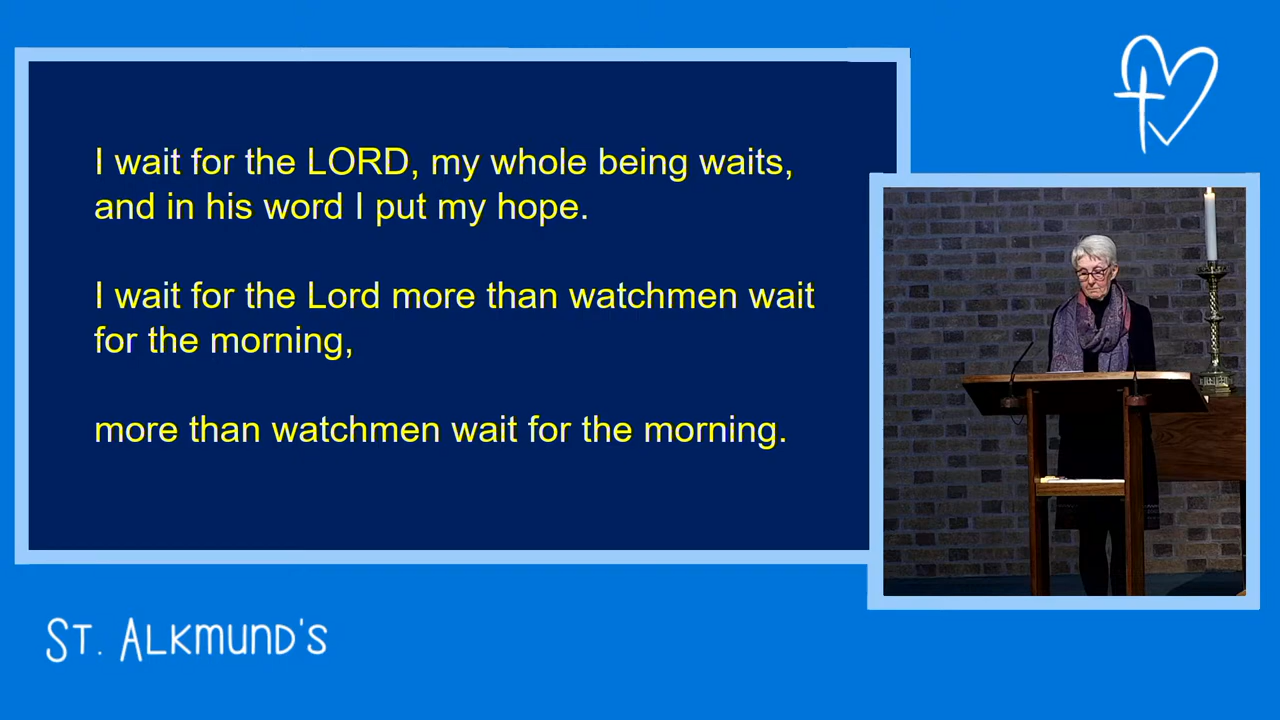 I wait for the LORD, my whole being waits,
and in his word I put my hope.
I wait for the Lord more than watchmen wait
for the morning,
more than watchmen wait for the morning.
St. Alkmund's